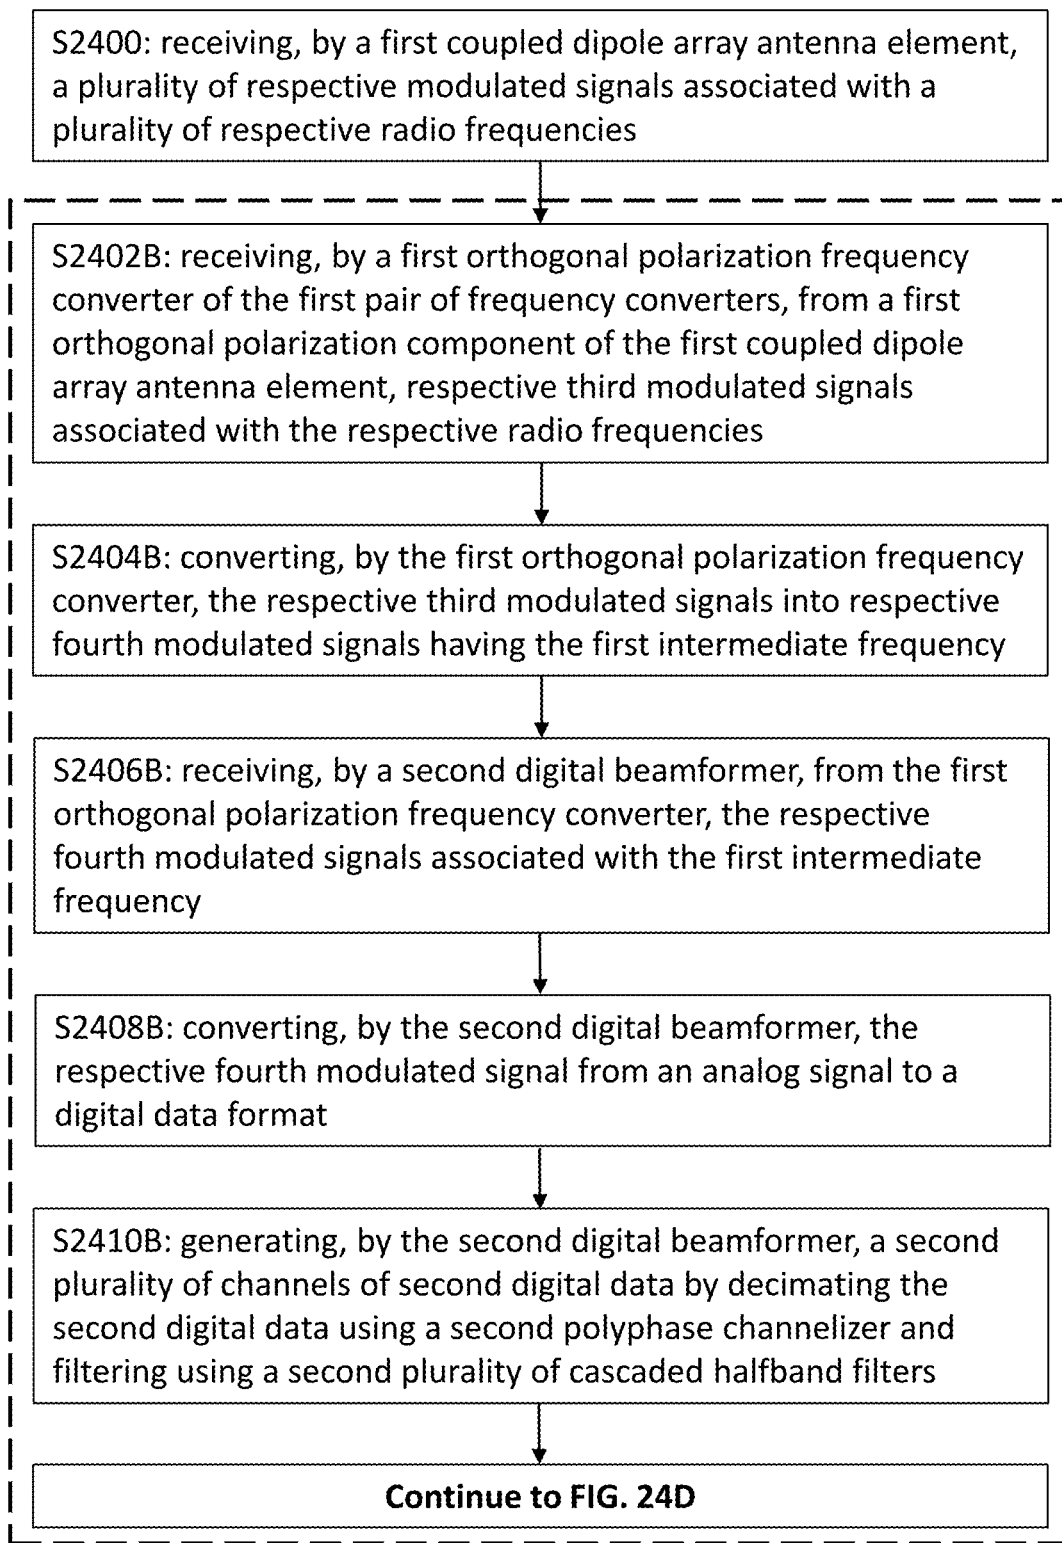 S2400: receiving, by a first coupled dipole array antenna element,
a plurality of respective modulated signals associated with a
plurality of respective radio frequencies
S2402B: receiving, by a first orthogonal polarization frequency
converter of the first pair of frequency converters, from a first
orthogonal polarization component of the first coupled dipole
array antenna element, respective third modulated signals
associated with the respective radio frequencies
S2404B: converting, by the first orthogonal polarization frequency
converter, the respective third modulated signals into respective
fourth modulated signals having the first intermediate frequency
S2406B: receiving, by a second digital beamformer, from the first
orthogonal polarization frequency converter, the respective
fourth modulated signals associated with the first intermediate
frequency
S2408B: converting, by the second digital beamformer, the
respective fourth modulated signal from an analog signal to a
digital data format
S2410B: generating, by the second digital beamformer, a second
plurality of channels of second digital data by decimating the
second digital data using a second polyphase channelizer and
filtering using a second plurality of cascaded halfband filters
Continue to FIG. 24D